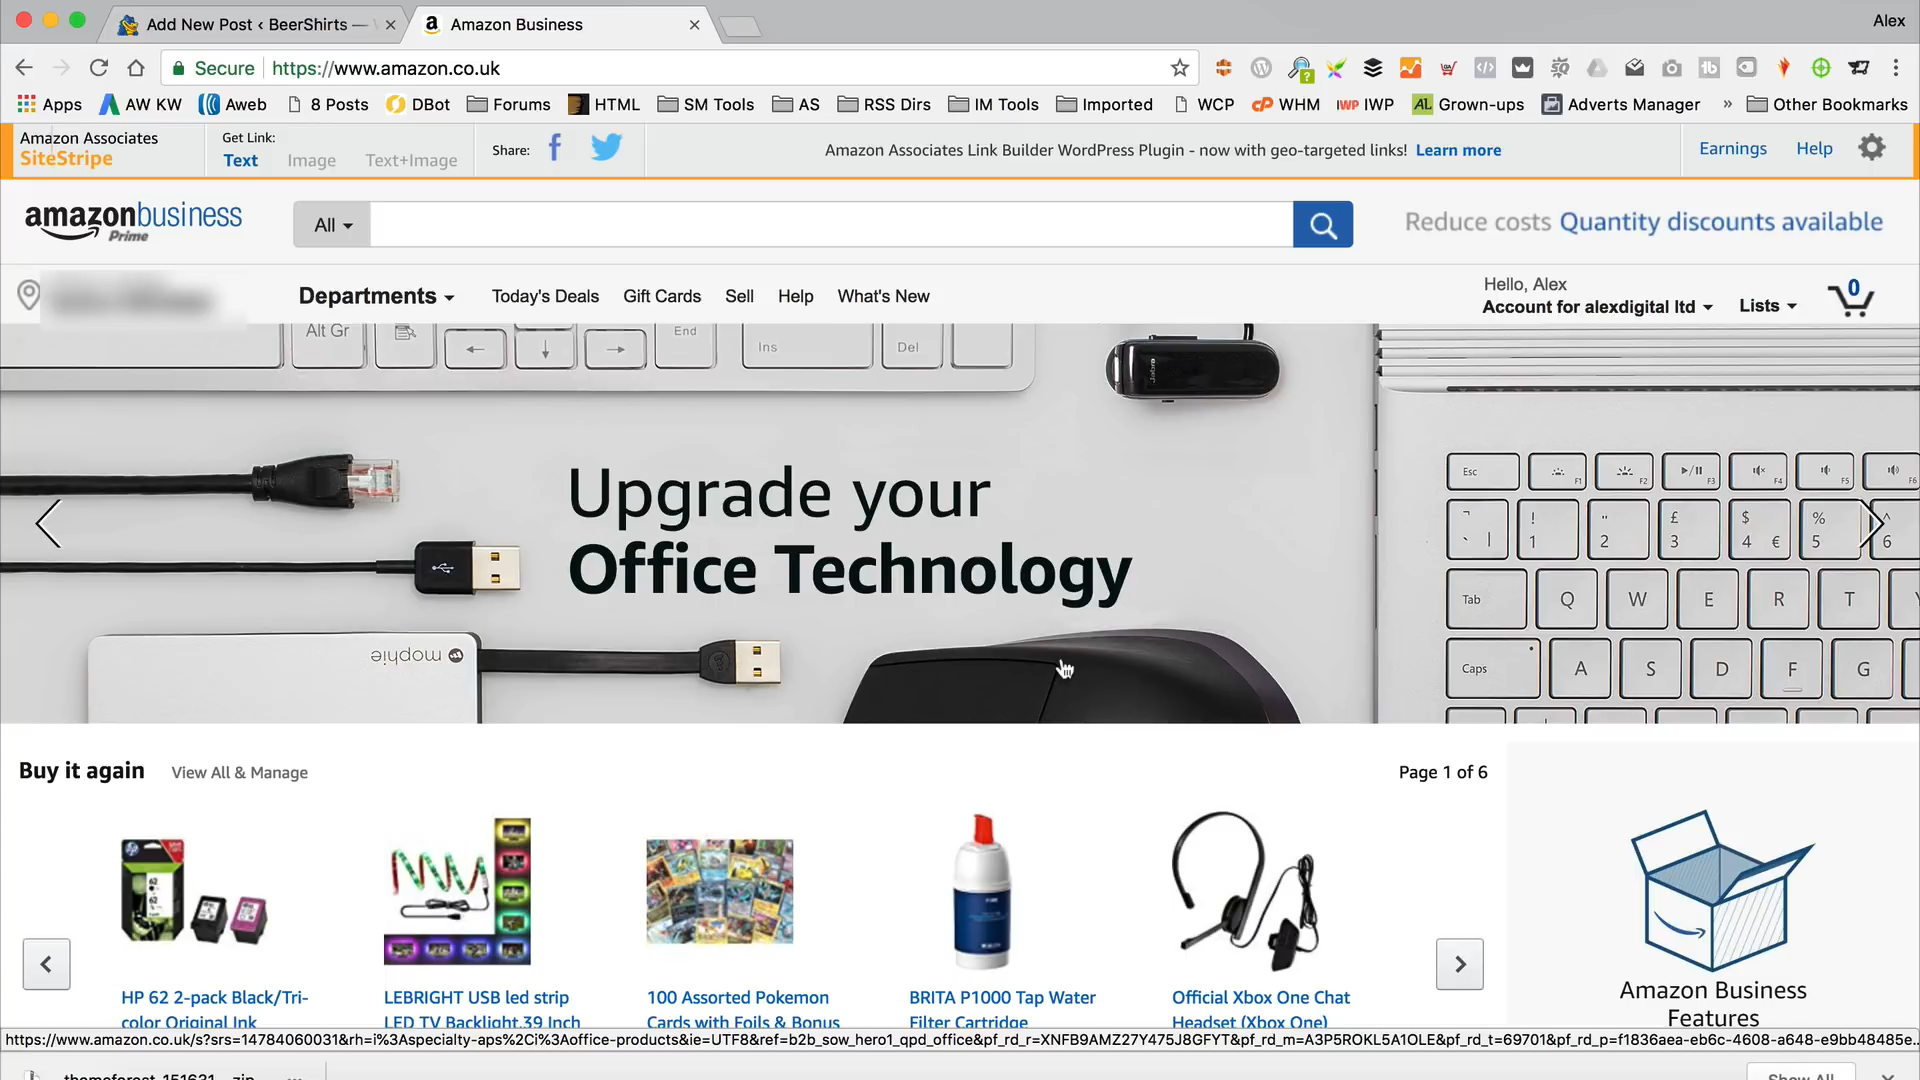 Add New Post ‹ BeerShirts —
Amazon Business
Alex
Secure
https://www.amazon.co.uk
Apps
AW KW
Aweb
8 Posts
DBot
Forums
HTML
SM Tools
AS
RSS Dirs
IM Tools
Imported
WCP
cP WHM
IWP IWP
AL Grown-ups
Adverts Manager
»
Other Bookmarks
Amazon Associates
SiteStripe
Get Link:
Text Image Text+Image
Share:
Amazon Associates Link Builder WordPress Plugin - now with geo-targeted links! Learn more
Earnings Help
amazonbusiness
Prime
All
Reduce costs Quantity discounts available
Departments
Today's Deals
Gift Cards
Sell
Help
What's New
Hello, Alex
Account for alexdigital ltd
Lists
0
Alt Gr
End
Ins
Del
Jabra
Upgrade your
Office Technology
mophie
Esc F1 F2 F3 F4 F5 F6
! " £ $ % ^
1 2 3 4 € 5 6
Tab Q W E R T Y
Caps A S D F G
Buy it again
View All & Manage
Page 1 of 6
HP 62 2-pack Black/Tri-
color Original Ink
LEBRIGHT USB led strip
LED TV Backlight,39 Inch
100 Assorted Pokemon
Cards with Foils & Bonus
BRITA P1000 Tap Water
Filter Cartridge
Official Xbox One Chat
Headset (Xbox One)
Amazon Business
Features
https://www.amazon.co.uk/s?srs=14784060031&rh=i%3Aspecialty-aps%2Ci%3Aoffice-products&ie=UTF8&ref=b2b_sow_hero1_qpd_office&pf_rd_r=XNFB9AMZ27Y475J8GFYT&pf_rd_m=A3P5ROKL5A1OLE&pf_rd_t=69701&pf_rd_p=f1836aea-eb6c-4608-a648-e9bb48485e...
themeforest-151631....zip
Show All